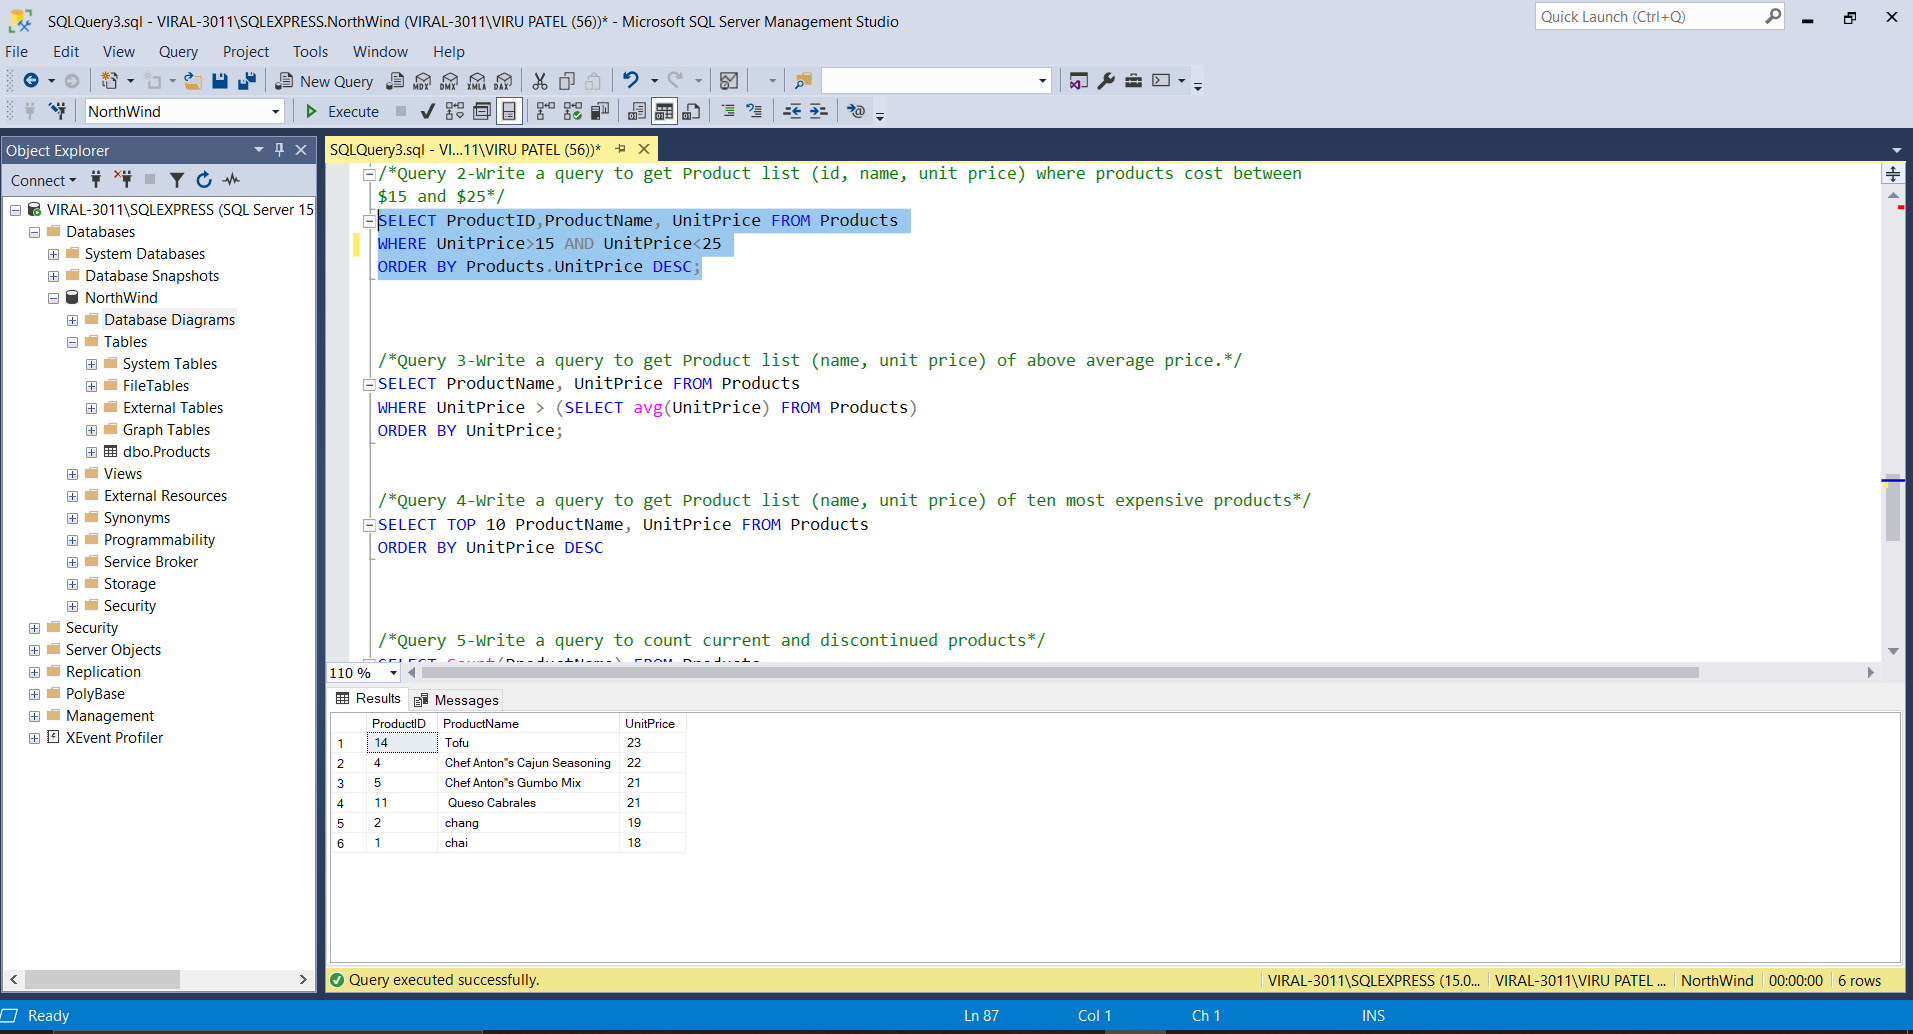 SQLQuery3.sql - VIRAL-3011\SQLEXPRESS.NorthWind (VIRAL-3011\VIRU PATEL (56))* - Microsoft SQL Server Management Studio
Quick Launch (Ctrl+Q)
File Edit View Query Project Tools Window Help
New Query MDX DMX XMLA DAX
NorthWind Execute
Object Explorer
Connect
VIRAL-3011\SQLEXPRESS (SQL Server 15
Databases
System Databases
Database Snapshots
NorthWind
Database Diagrams
Tables
System Tables
FileTables
External Tables
Graph Tables
dbo.Products
Views
External Resources
Synonyms
Programmability
Service Broker
Storage
Security
Security
Server Objects
Replication
PolyBase
Management
XEvent Profiler
SQLQuery3.sql - VI...11\VIRU PATEL (56))*
/*Query 2-Write a query to get Product list (id, name, unit price) where products cost between
$15 and $25*/
SELECT ProductID,ProductName, UnitPrice FROM Products
WHERE UnitPrice>15 AND UnitPrice<25
ORDER BY Products.UnitPrice DESC;
/*Query 3-Write a query to get Product list (name, unit price) of above average price.*/
SELECT ProductName, UnitPrice FROM Products
WHERE UnitPrice > (SELECT avg(UnitPrice) FROM Products)
ORDER BY UnitPrice;
/*Query 4-Write a query to get Product list (name, unit price) of ten most expensive products*/
SELECT TOP 10 ProductName, UnitPrice FROM Products
ORDER BY UnitPrice DESC
/*Query 5-Write a query to count current and discontinued products*/
SELECT Count(ProductName) FROM Products
110 %
Results Messages
ProductID ProductName UnitPrice
1 14 Tofu 23
2 4 Chef Anton"s Cajun Seasoning 22
3 5 Chef Anton"s Gumbo Mix 21
4 11 Queso Cabrales 21
5 2 chang 19
6 1 chai 18
Query executed successfully. VIRAL-3011\SQLEXPRESS (15.0... VIRAL-3011\VIRU PATEL ... NorthWind 00:00:00 6 rows
Ready Ln 87 Col 1 Ch 1 INS